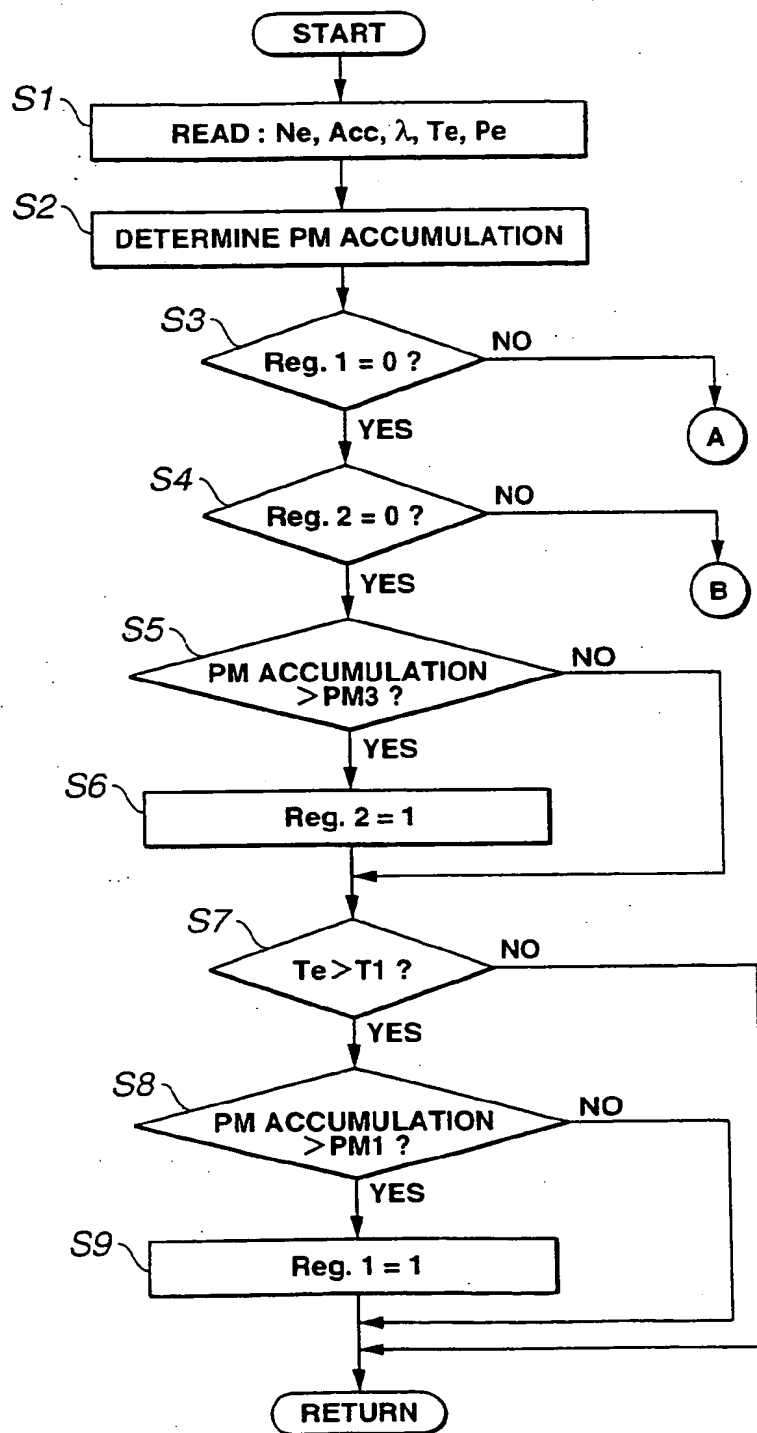 START
S1
READ : Ne, Acc, λ, Te, Pe
S2
DETERMINE PM ACCUMULATION
S3
Reg. 1 = 0 ?
NO
YES
A
S4
Reg. 2 = 0 ?
NO
YES
B
S5
PM ACCUMULATION
>PM3 ?
NO
YES
S6
Reg. 2 = 1
S7
Te>T1 ?
NO
YES
S8
PM ACCUMULATION
>PM1 ?
NO
YES
S9
Reg. 1 = 1
RETURN